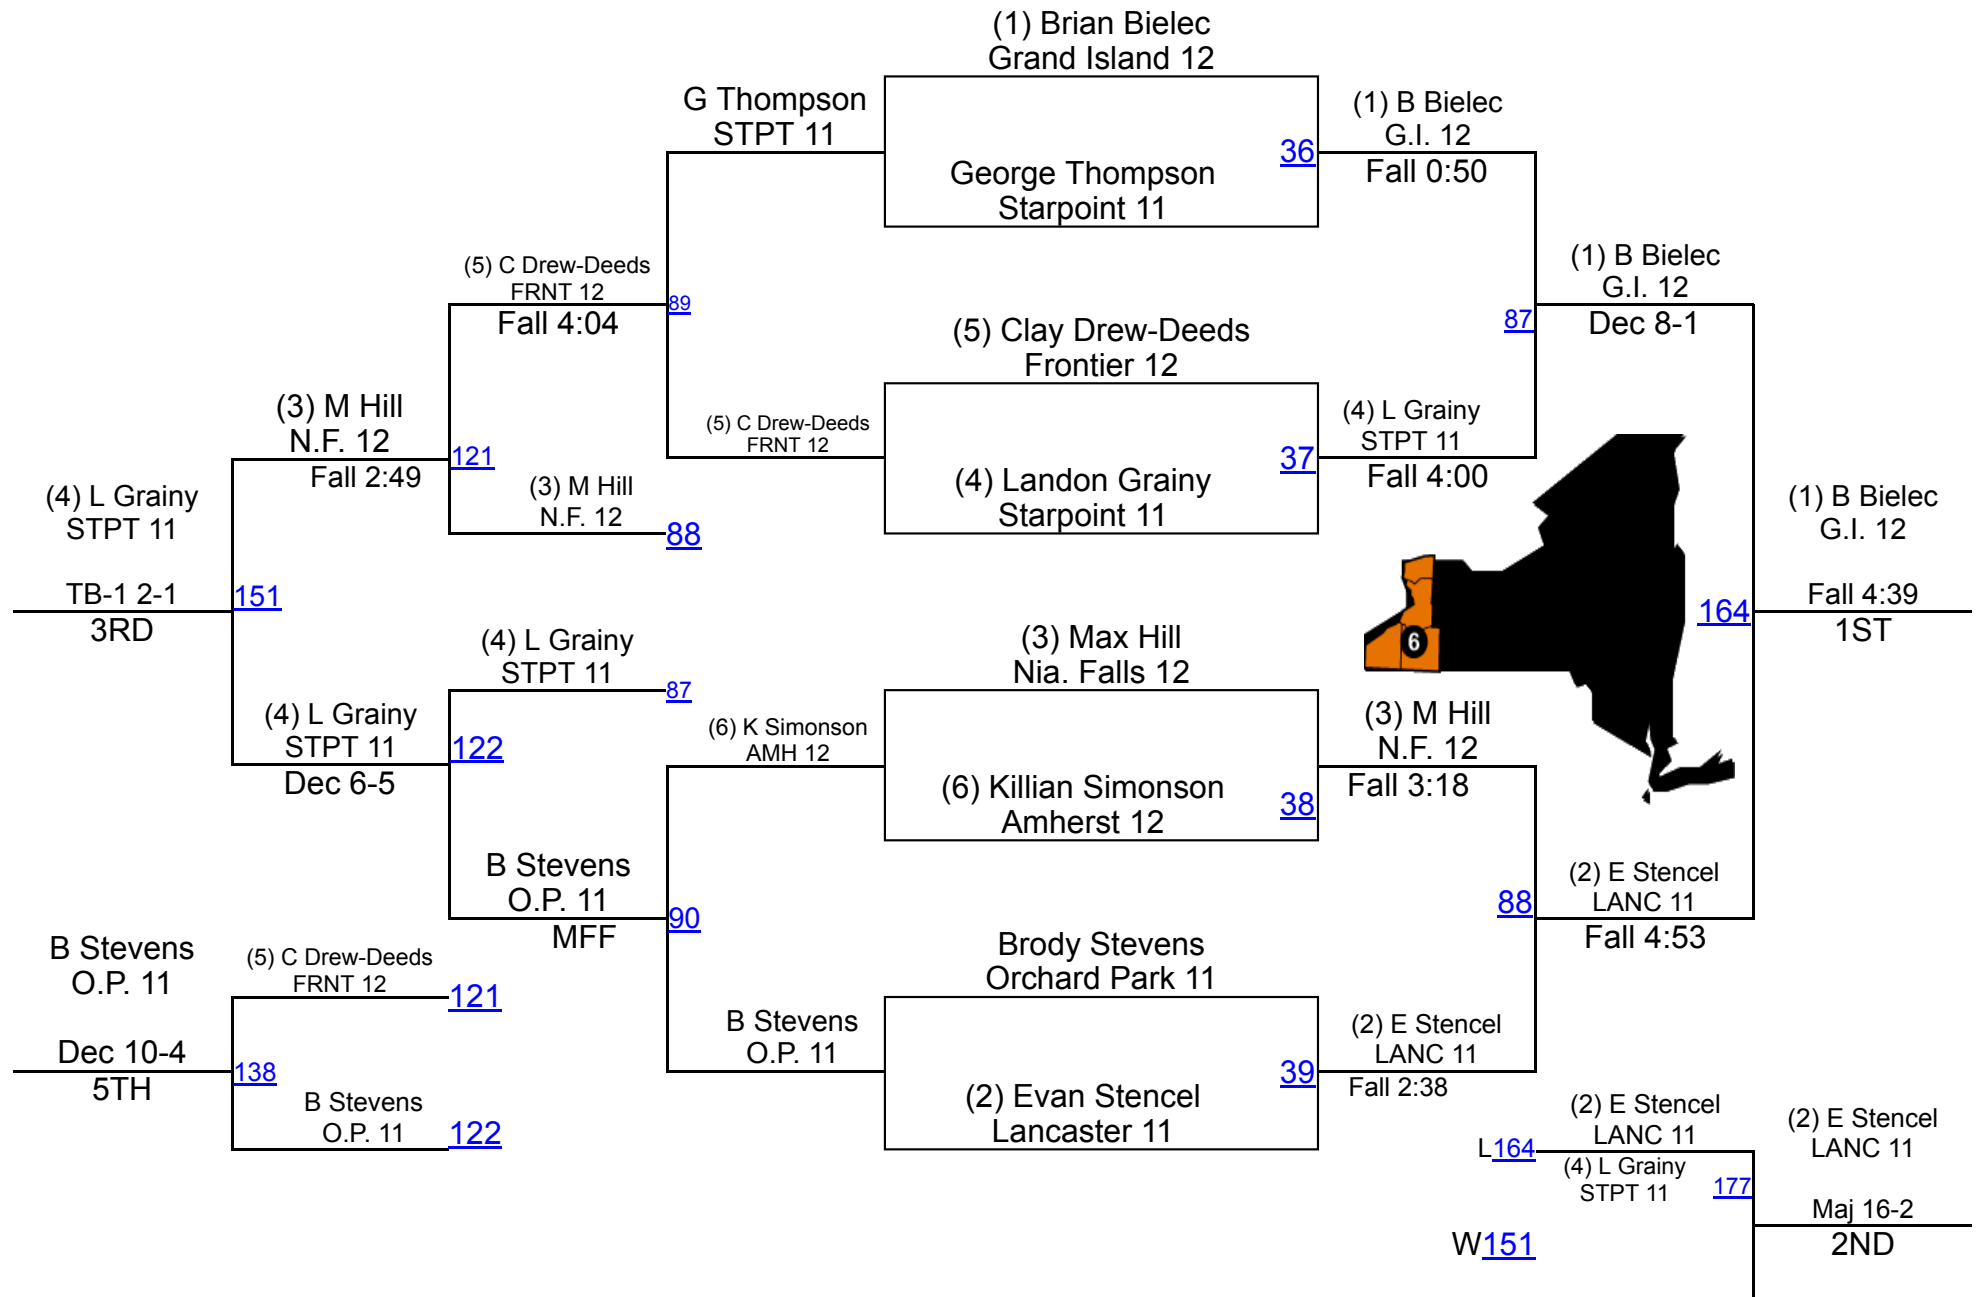 (1) Brian Bielec
Grand Island 12
36
George Thompson
Starpoint 11
(5) Clay Drew-Deeds
Frontier 12
37
(4) Landon Grainy
Starpoint 11
(3) Max Hill
Nia. Falls 12
(6) Killian Simonson
38
Amherst 12
Brody Stevens
Orchard Park 11
39
(2) Evan Stencel
Lancaster 11
(1) B Bielec
G.I. 12
Fall 0:50
87
(4) L Grainy
STPT 11
Fall 4:00
(3) M Hill
N.F. 12
Fall 3:18
88
(2) E Stencel
LANC 11
Fall 2:38
(1) B Bielec
G.I. 12
Dec 8-1
6
164
(2) E Stencel
LANC 11
Fall 4:53
(1) B Bielec
G.I. 12
Fall 4:39
1ST
L164
(2) E Stencel
LANC 11
(4) L Grainy
STPT 11
177
W151
(2) E Stencel
LANC 11
Maj 16-2
2ND
G Thompson
STPT 11
89
(5) C Drew-Deeds
FRNT 12
(6) K Simonson
AMH 12
90
B Stevens
O.P. 11
(5) C Drew-Deeds
FRNT 12
Fall 4:04
121
(3) M Hill
N.F. 12
88
(4) L Grainy
STPT 11
87
122
B Stevens
O.P. 11
MFF
(3) M Hill
N.F. 12
Fall 2:49
151
(4) L Grainy
STPT 11
Dec 6-5
(4) L Grainy
STPT 11
TB-1 2-1
3RD
(5) C Drew-Deeds
FRNT 12
121
138
B Stevens
O.P. 11
122
B Stevens
O.P. 11
Dec 10-4
5TH